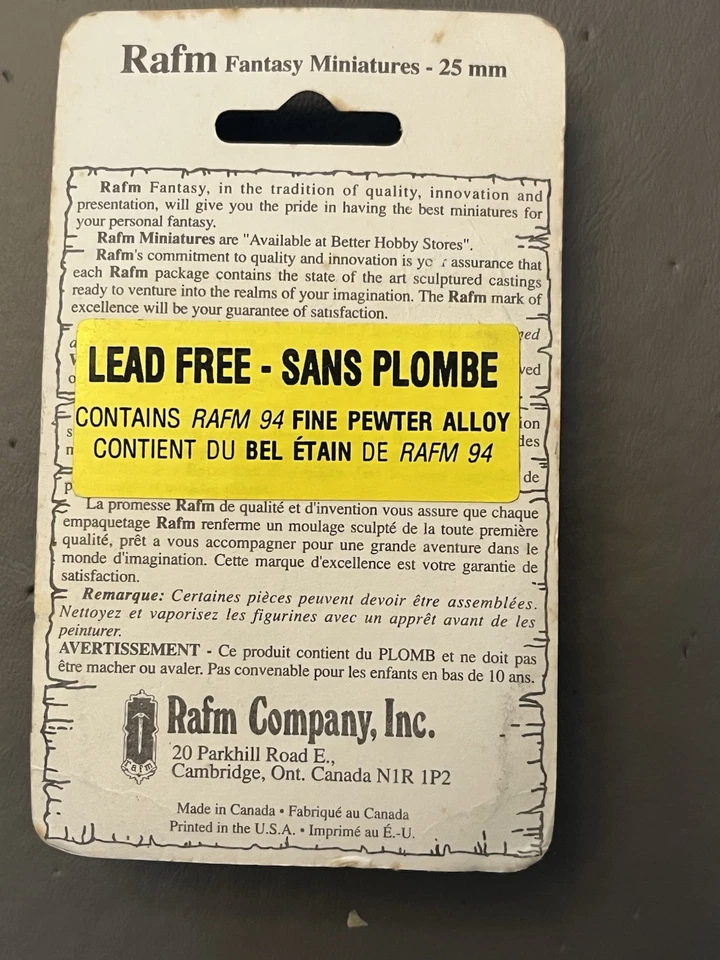 Rafm Fantasy Miniatures - 25 mm
Rafm Fantasy, in the tradition of quality, innovation and
presentation, will give you the pride in having the best miniatures for
your personal fantasy.
Rafm Miniatures are "Available at Better Hobby Stores".
Rafm's commitment to quality and innovation is assurance that
each Rafm package contains the state of the art sculptured castings
ready to venture into the realms of your imagination. The Rafm mark of
excellence will be your guarantee of satisfaction.
LEAD FREE - SANS PLOMBE
CONTAINS RAFM 94 FINE PEWTER ALLOY
CONTIENT DU BEL ÉTAIN DE RAFM 94
de
La promesse Rafm de qualité et d'invention vous assure que chaque
empaquetage Rafm renferme un moulage sculpté de la toute première
qualité, prêt a vous accompagner pour une grande aventure dans le
monde d'imagination. Cette marque d'excellence est votre garantie de
satisfaction.
Remarque: Certaines pièces peuvent devoir être assemblées.
Nettoyez et vaporisez les figurines avec un apprêt avant de les
peinturer.
AVERTISSEMENT - Ce produit contient du PLOMB et ne doit pas
être macher ou avaler. Pas convenable pour les enfants en bas de 10 ans.
rafm
Rafm Company, Inc.
20 Parkhill Road E.,
Cambridge, Ont. Canada N1R 1P2
Made in Canada • Fabriqué au Canada
Printed in the U.S.A. • Imprimé au É.-U.